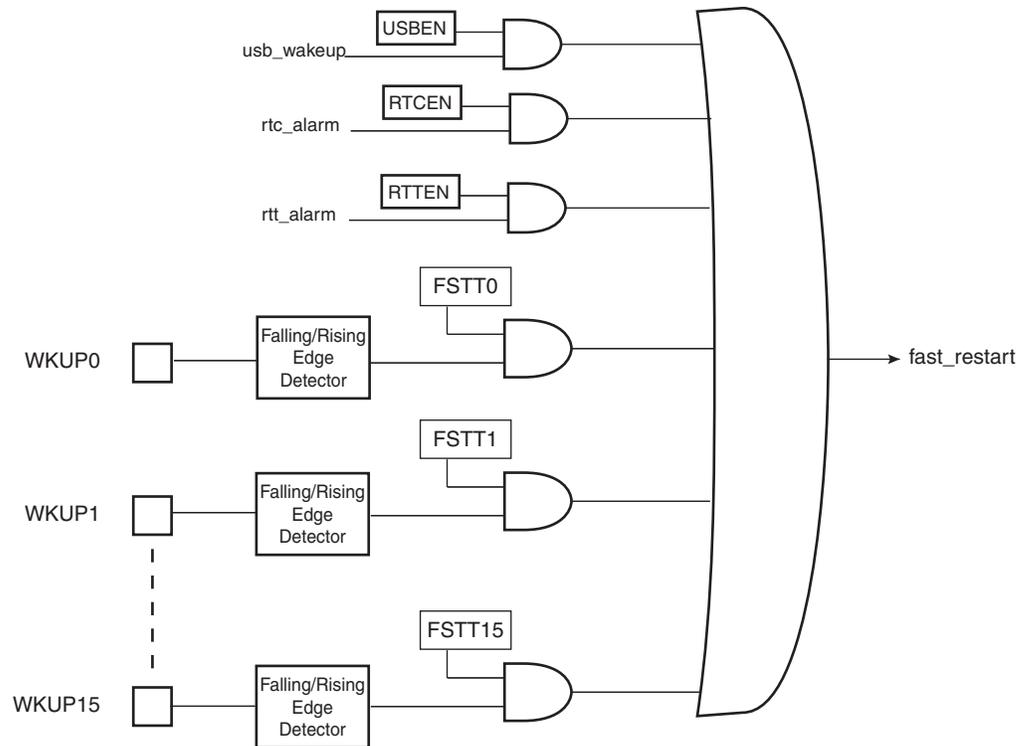 USBEN
usb_wakeup
RTCEN
rtc_alarm
RTTEN
rtt_alarm
FSTT0
WKUP0
Falling/Rising
Edge
Detector
fast_restart
FSTT1
WKUP1
Falling/Rising
Edge
Detector
FSTT15
WKUP15
Falling/Rising
Edge
Detector